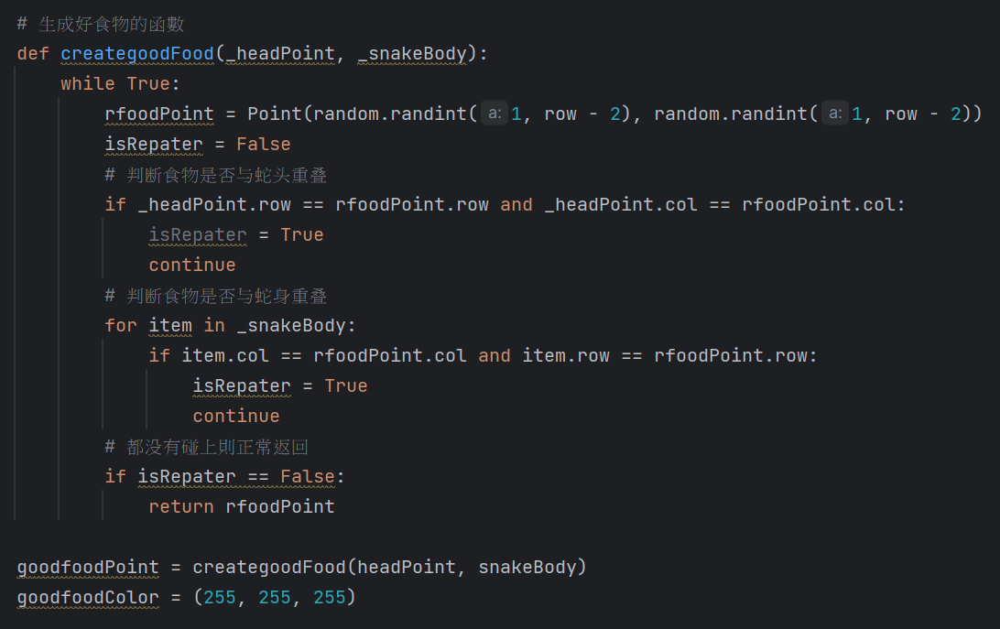 # 生成好食物的函數
def creategoodFood(_headPoint, _snakeBody):
while True:
rfoodPoint = Point(random.randint( a: 1, row - 2), random.randint( a: 1, row - 2))
isRepater = False
# 判断食物是否与蛇头重叠
if _headPoint.row == rfoodPoint.row and _headPoint.col == rfoodPoint.col:
isRepater = True
continue
# 判断食物是否与蛇身重叠
for item in _snakeBody:
if item.col == rfoodPoint.col and item.row == rfoodPoint.row:
isRepater = True
continue
# 都没有碰上則正常返回
if isRepater == False:
return rfoodPoint
goodfoodPoint = creategoodFood(headPoint, snakeBody)
goodfoodColor = (255, 255, 255)